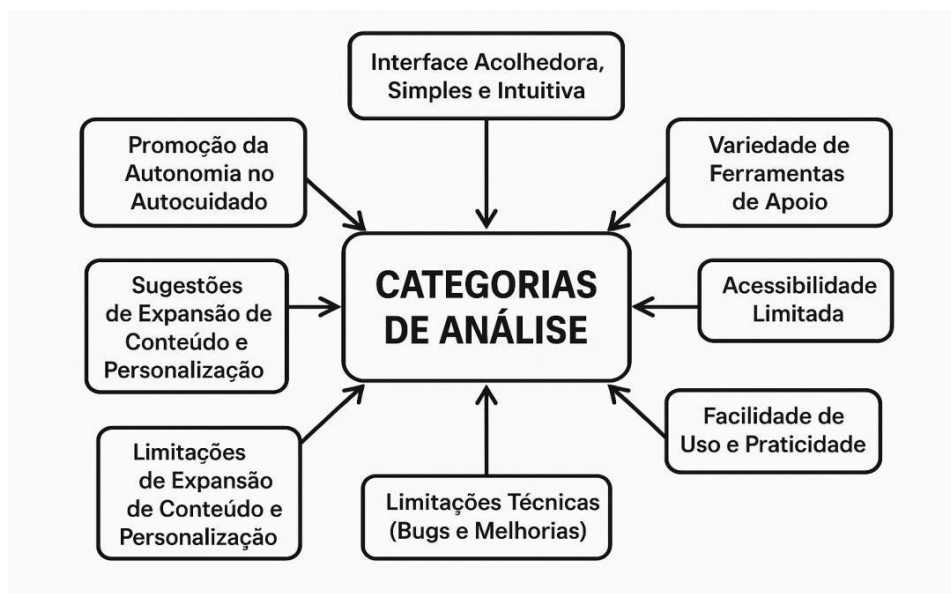 Interface Acolhedora,
Simples e Intuitiva
Promoção da
Autonomia no
Autocuidado
Variedade de
Ferramentas
de Apoio
Sugestões
de Expansão de
Conteúdo e
Personalização
CATEGORIAS
DE ANÁLISE
Acessibilidade
Limitada
Limitações
de Expansão
de Conteúdo e
Personalização
Limitações Técnicas
(Bugs e Melhorias)
Facilidade de
Uso e Praticidade